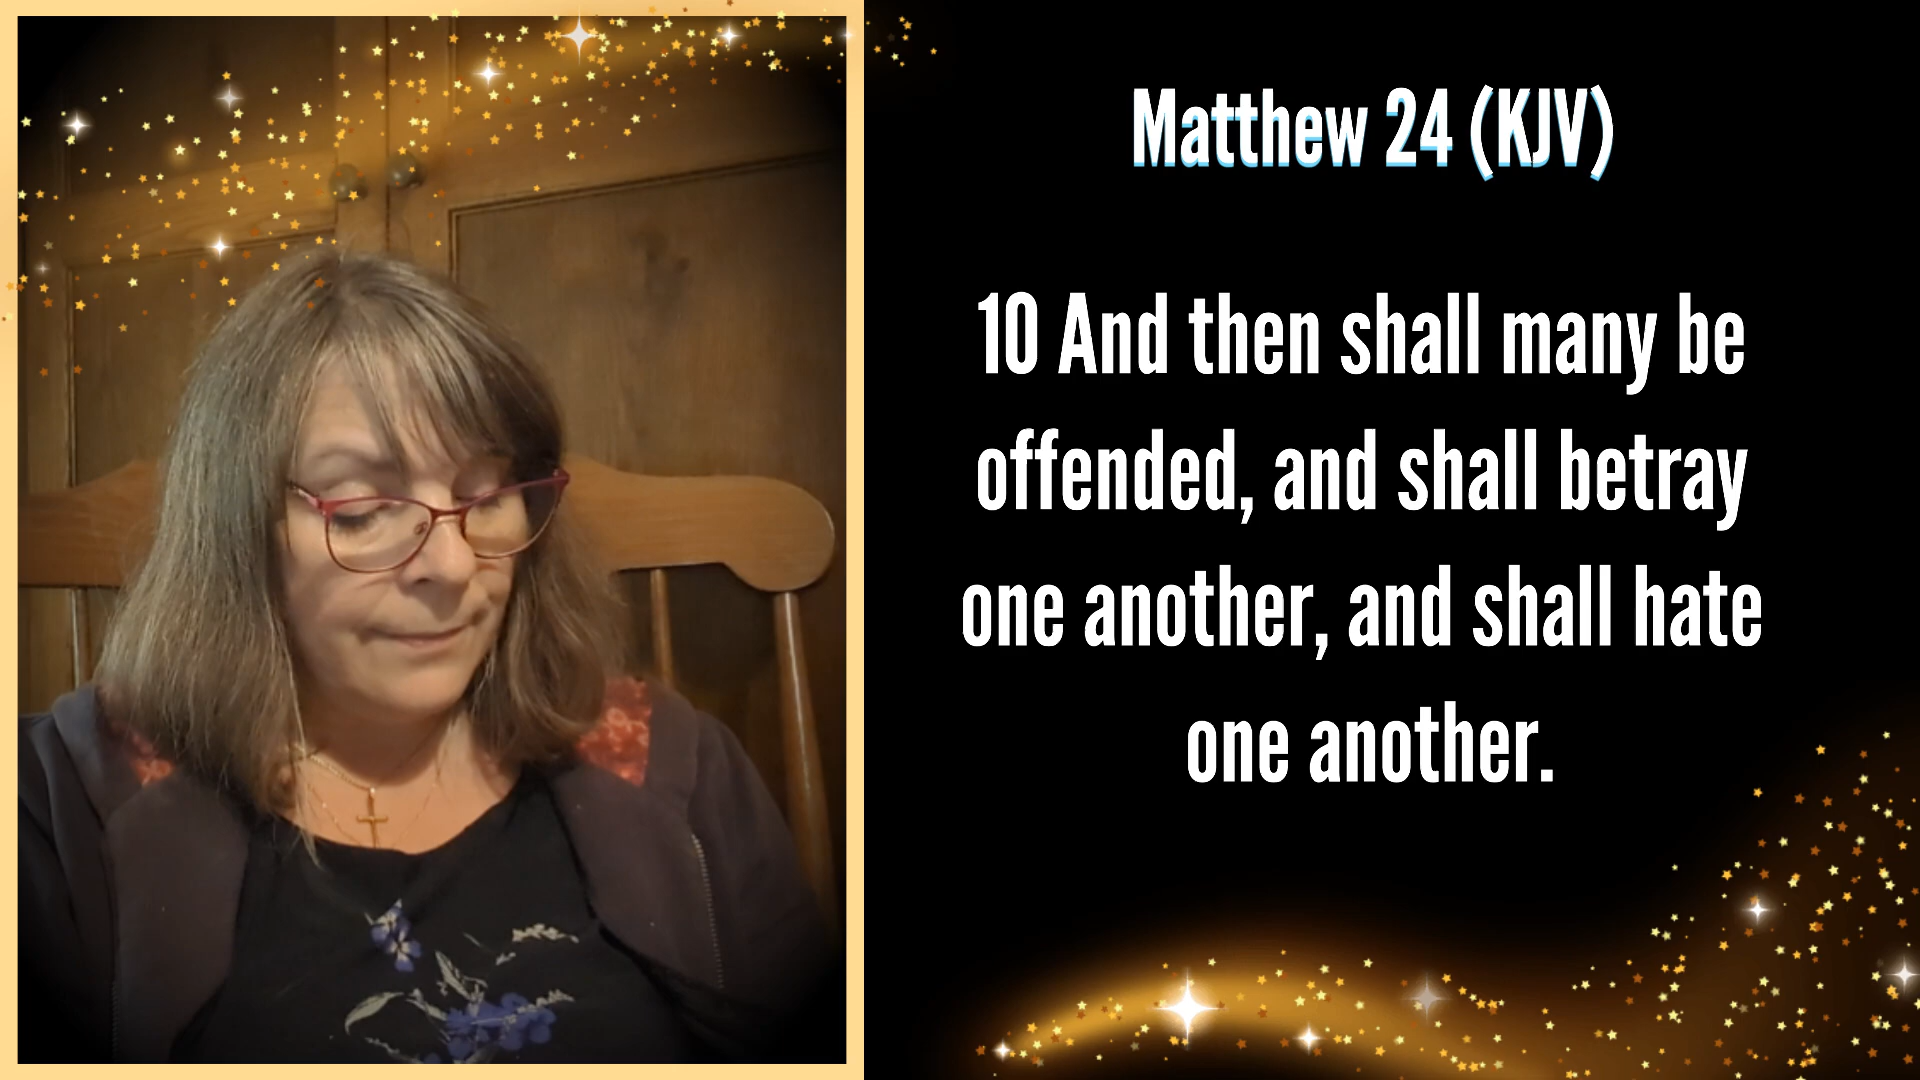 Matthew 24 (KJV)
10 And then shall many be
offended, and shall betray
one another, and shall hate
one another.